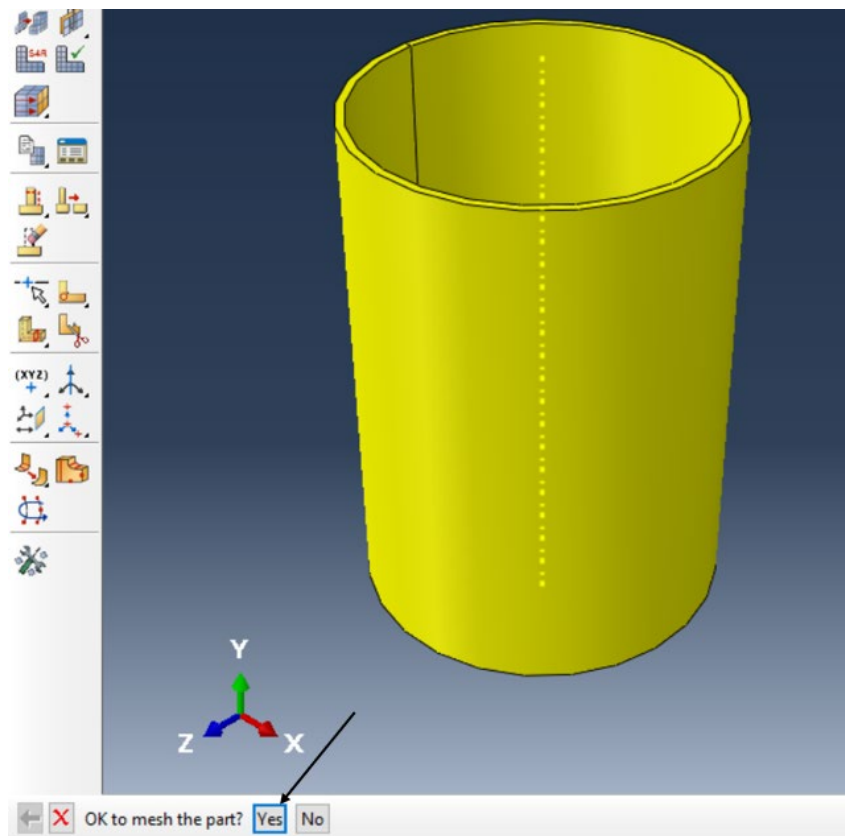 S4R
(XYZ)
Y
Z
X
OK to mesh the part? Yes No